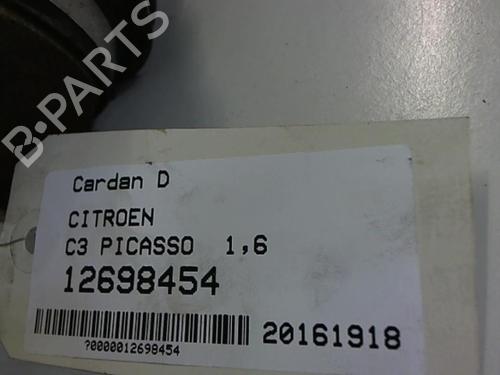 B-PARTS
Cardan D
CITROEN
C3 PICASSO 1,6
12698454
20161918
?0000012698454